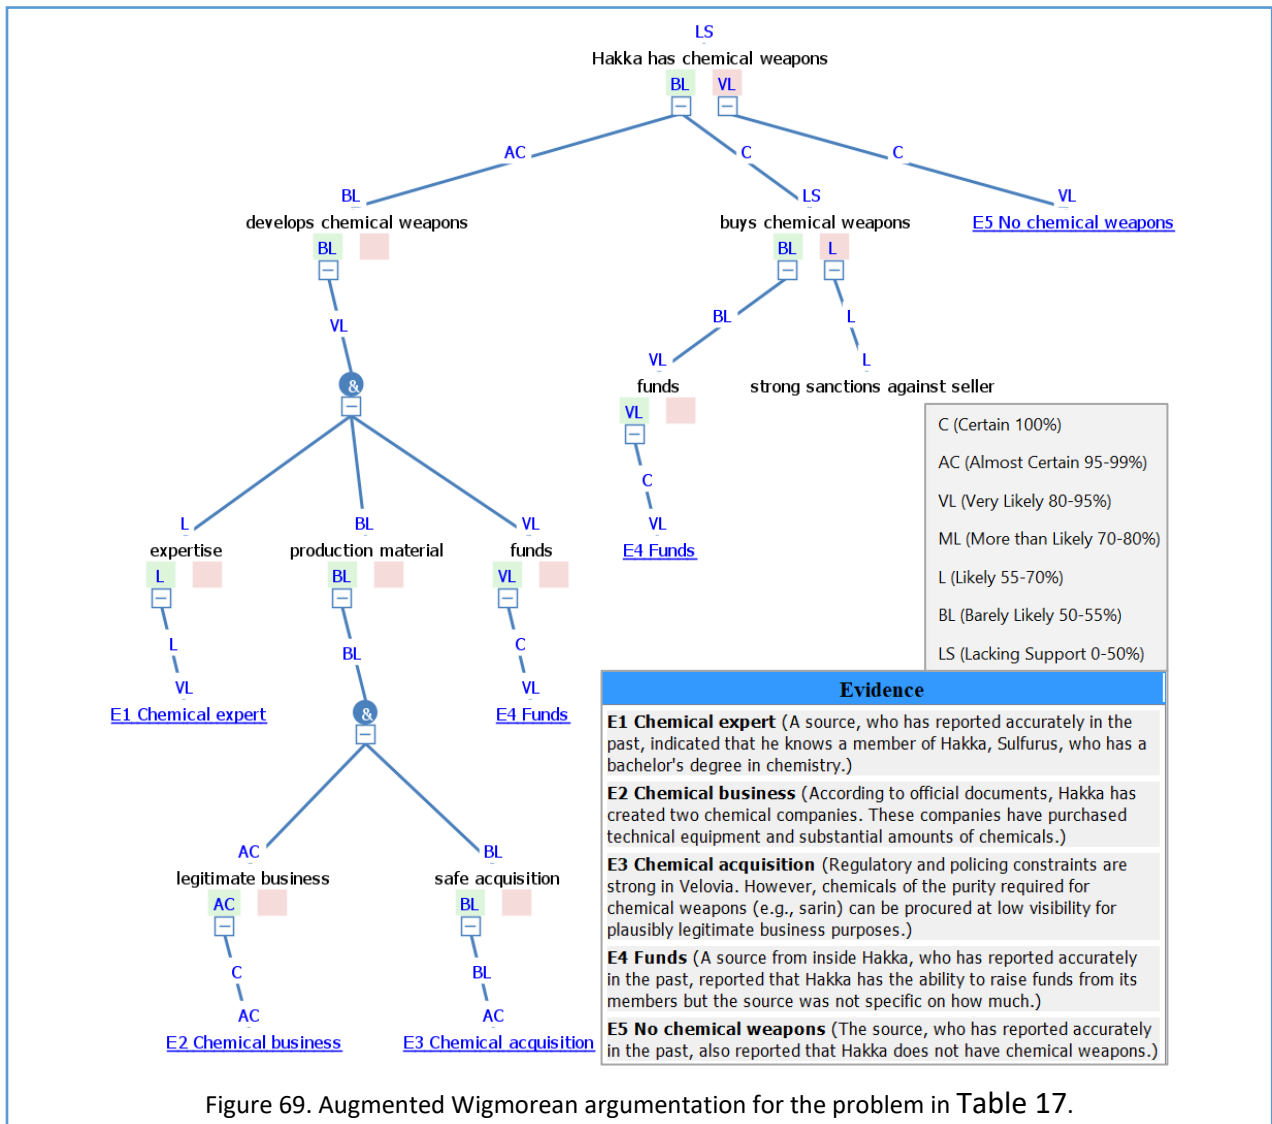 LS
Hakka has chemical weapons
BL VL
AC C C
BL LS VL
develops chemical weapons buys chemical weapons E5 No chemical weapons
BL BL L
VL BL L
VL L
& funds strong sanctions against seller
VL
C
VL
E4 Funds
L BL VL
expertise production material funds
L BL VL
L BL C
VL VL
E1 Chemical expert & E4 Funds
AC BL
legitimate business safe acquisition
AC BL
C BL
AC AC
E2 Chemical business E3 Chemical acquisition
C (Certain 100%)
AC (Almost Certain 95-99%)
VL (Very Likely 80-95%)
ML (More than Likely 70-80%)
L (Likely 55-70%)
BL (Barely Likely 50-55%)
LS (Lacking Support 0-50%)
Evidence
E1 Chemical expert (A source, who has reported accurately in the
past, indicated that he knows a member of Hakka, Sulfurus, who has a
bachelor's degree in chemistry.)
E2 Chemical business (According to official documents, Hakka has
created two chemical companies. These companies have purchased
technical equipment and substantial amounts of chemicals.)
E3 Chemical acquisition (Regulatory and policing constraints are
strong in Velovia. However, chemicals of the purity required for
chemical weapons (e.g., sarin) can be procured at low visibility for
plausibly legitimate business purposes.)
E4 Funds (A source from inside Hakka, who has reported accurately
in the past, reported that Hakka has the ability to raise funds from its
members but the source was not specific on how much.)
E5 No chemical weapons (The source, who has reported accurately
in the past, also reported that Hakka does not have chemical weapons.)
Figure 69. Augmented Wigmorean argumentation for the problem in Table 17.